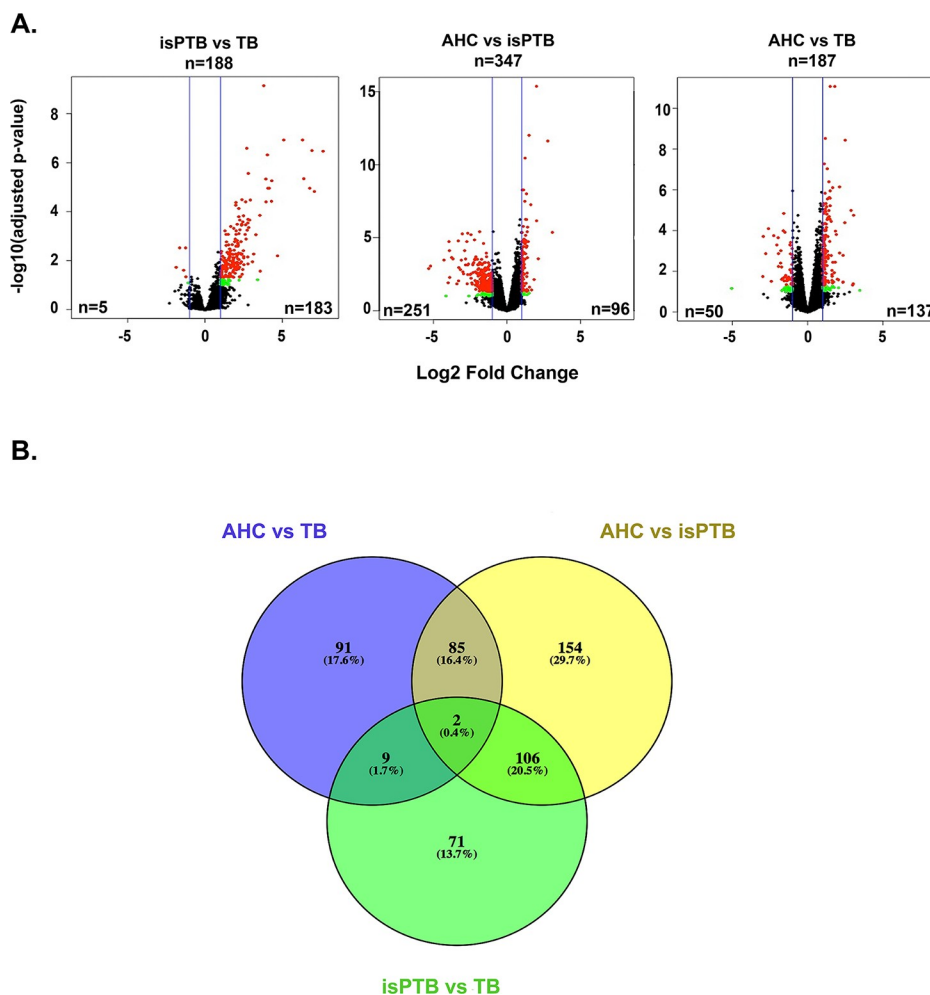 A.
isPTB vs TB
n=188
AHC vs isPTB
n=347
AHC vs TB
n=187
-log10(adjusted p-value)
8
6
4
2
0
n=5
n=183
-5
0
5
15
10
5
0
n=251
n=96
-5
0
5
10
8
6
4
2
0
n=50
n=137
-5
0
5
Log2 Fold Change
B.
AHC vs TB
AHC vs isPTB
91
(17.6%)
85
(16.4%)
154
(29.7%)
2
(0.4%)
9
(1.7%)
106
(20.5%)
71
(13.7%)
isPTB vs TB